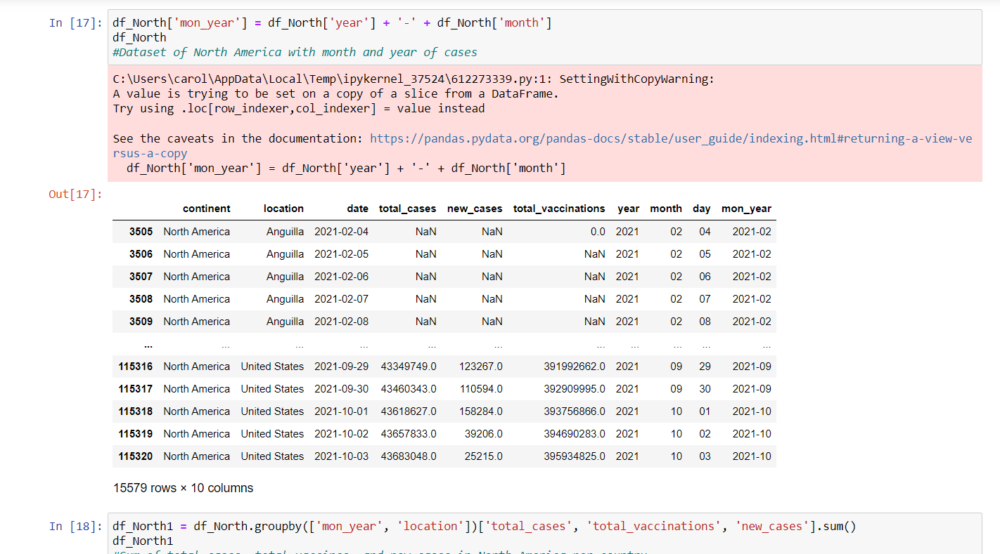 In [17]: df_North['mon_year'] = df_North['year'] + '-' + df_North['month']
df_North
#Dataset of North America with month and year of cases
C:\Users\carol\AppData\Local\Temp\ipykernel_37524\612273339.py:1: SettingWithCopyWarning:
A value is trying to be set on a copy of a slice from a DataFrame.
Try using .loc[row_indexer,col_indexer] = value instead
See the caveats in the documentation: https://pandas.pydata.org/pandas-docs/stable/user_guide/indexing.html#returning-a-view-ve
rsus-a-copy
df_North['mon_year'] = df_North['year'] + '-' + df_North['month']
Out[17]:
continent location date total_cases new_cases total_vaccinations year month day mon_year
3505 North America Anguilla 2021-02-04 NaN NaN 0.0 2021 02 04 2021-02
3506 North America Anguilla 2021-02-05 NaN NaN NaN 2021 02 05 2021-02
3507 North America Anguilla 2021-02-06 NaN NaN NaN 2021 02 06 2021-02
3508 North America Anguilla 2021-02-07 NaN NaN NaN 2021 02 07 2021-02
3509 North America Anguilla 2021-02-08 NaN NaN NaN 2021 02 08 2021-02
... ... ... ... ... ... ... ... ... ... ...
115316 North America United States 2021-09-29 43349749.0 123267.0 391992662.0 2021 09 29 2021-09
115317 North America United States 2021-09-30 43460343.0 110594.0 392909995.0 2021 09 30 2021-09
115318 North America United States 2021-10-01 43618627.0 158284.0 393756866.0 2021 10 01 2021-10
115319 North America United States 2021-10-02 43657833.0 39206.0 394690283.0 2021 10 02 2021-10
115320 North America United States 2021-10-03 43683048.0 25215.0 395934825.0 2021 10 03 2021-10
15579 rows × 10 columns
In [18]: df_North1 = df_North.groupby(['mon_year', 'location'])['total_cases', 'total_vaccinations', 'new_cases'].sum()
df_North1